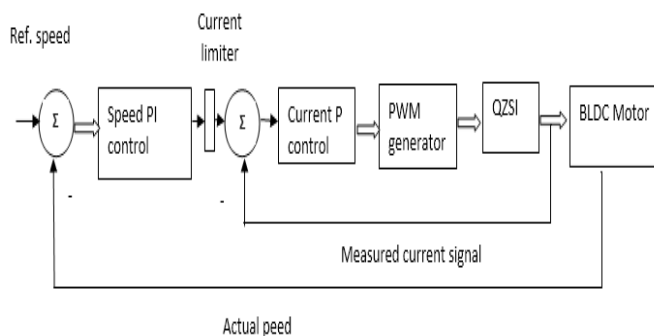 Ref. speed
Current
limiter
Σ
Speed PI
control
Σ
Current P
control
PWM
generator
QZSI
BLDC Motor
-
-
Measured current signal
Actual peed